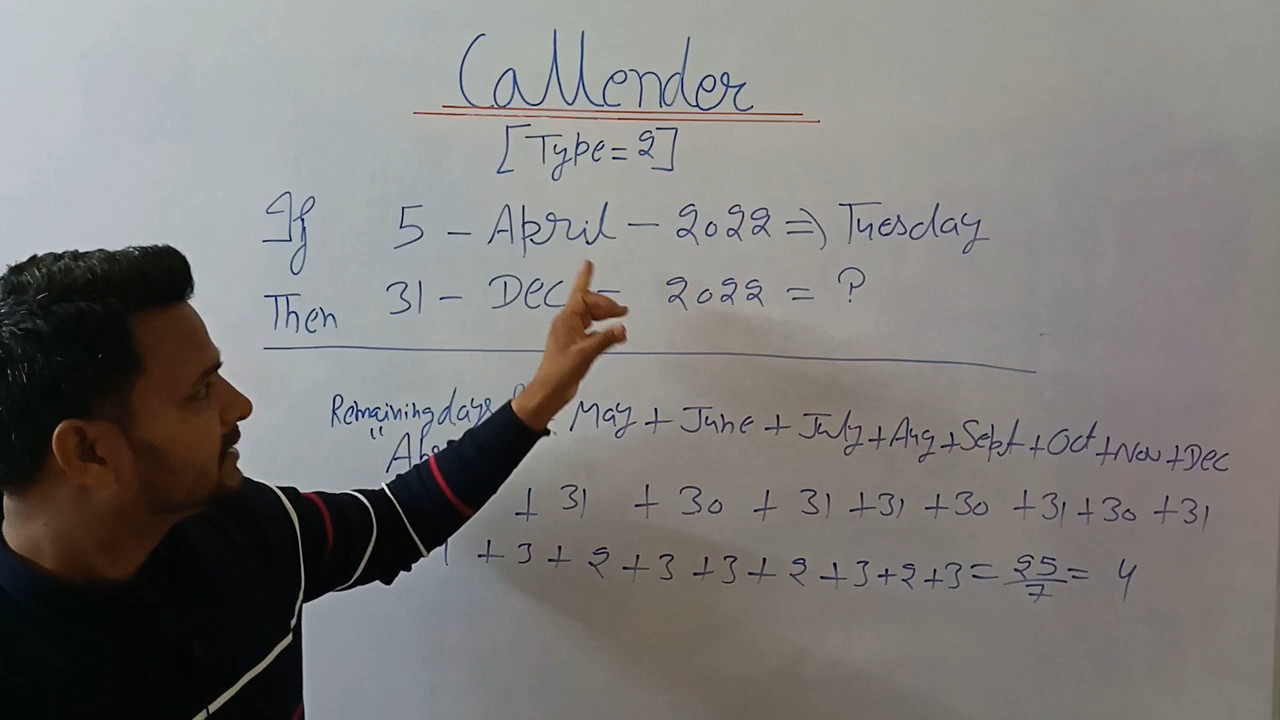 Callender
[Type=2]
If 5 - April - 2022 ⇒ Tuesday
Then 31 - Dec - 2022 = ?
Remaining days May + June + July + Aug + Sept + Oct + Nov + Dec
"
+ 31 + 30 + 31 + 31 + 30 + 31 + 30 + 31
+ 3 + 2 + 3 + 3 + 2 + 3 + 2 + 3 = 25/7 = 4